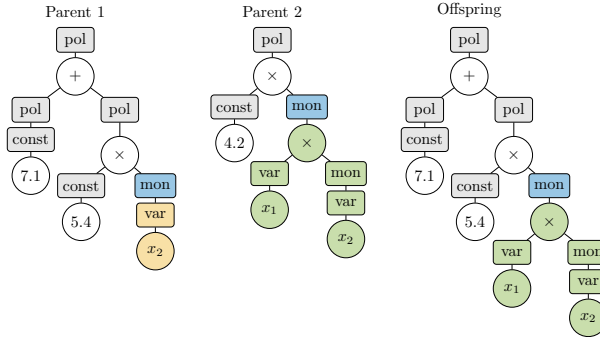 Parent 1 Parent 2 Offspring
pol pol pol
+ × +
pol pol const mon pol pol
const × 4.2 × const ×
7.1 const mon var mon 7.1 const mon
5.4 var x₁ var 5.4 ×
x₂ x₂ var mon
x₁ var
x₂